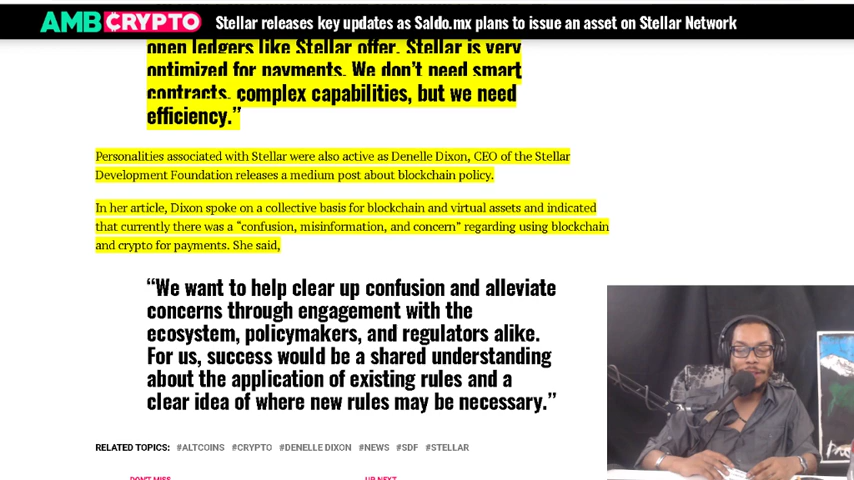 AMBCRYPTO Stellar releases key updates as Saldo.mx plans to issue an asset on Stellar Network
open ledgers like Stellar offer. Stellar is very
optimized for payments. We don’t need smart
contracts, complex capabilities, but we need
efficiency.”
Personalities associated with Stellar were also active as Denelle Dixon, CEO of the Stellar
Development Foundation releases a medium post about blockchain policy.
In her article, Dixon spoke on a collective basis for blockchain and virtual assets and indicated
that currently there was a “confusion, misinformation, and concern” regarding using blockchain
and crypto for payments. She said,
“We want to help clear up confusion and alleviate
concerns through engagement with the
ecosystem, policymakers, and regulators alike.
For us, success would be a shared understanding
about the application of existing rules and a
clear idea of where new rules may be necessary.”
RELATED TOPICS: #ALTCOINS #CRYPTO #DENELLE DIXON #NEWS #SDF #STELLAR
DON'T MISS UP NEXT